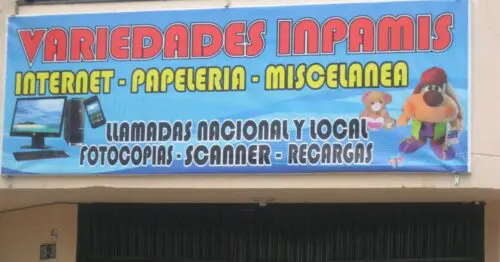 VARIEDADES INPAMIS
INTERNET - PAPELERIA - MISCELANEA
LLAMADAS NACIONAL Y LOCAL
FOTOCOPIAS - SCANNER - RECARGAS